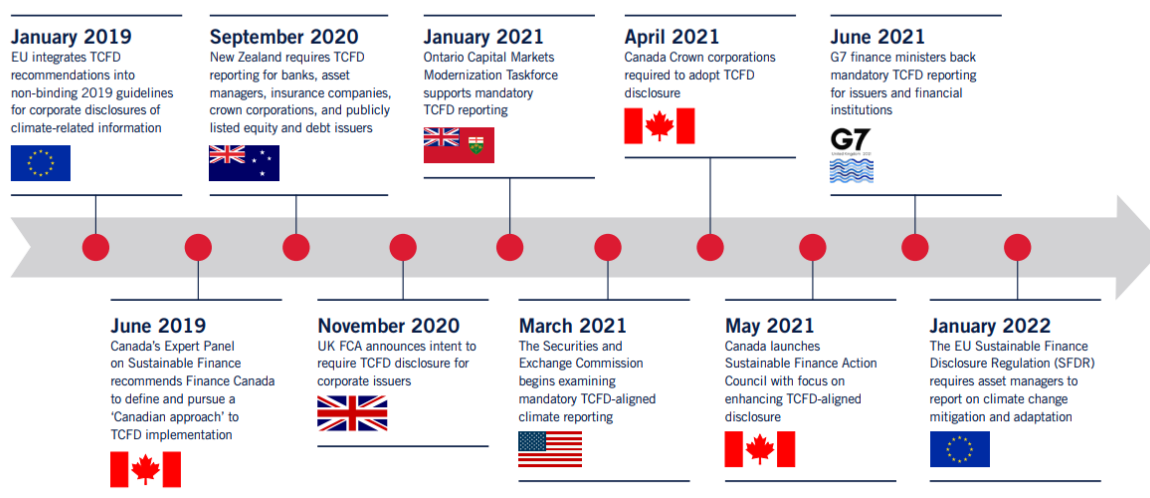 January 2019
EU integrates TCFD
recommendations into
non-binding 2019 guidelines
for corporate disclosures of
climate-related information
September 2020
New Zealand requires TCFD
reporting for banks, asset
managers, insurance companies,
crown corporations, and publicly
listed equity and debt issuers
January 2021
Ontario Capital Markets
Modernization Taskforce
supports mandatory
TCFD reporting
April 2021
Canada Crown corporations
required to adopt TCFD
disclosure
June 2021
G7 finance ministers back
mandatory TCFD reporting
for issuers and financial
institutions
G7
United Kingdom 2021
June 2019
Canada’s Expert Panel
on Sustainable Finance
recommends Finance Canada
to define and pursue a
‘Canadian approach’ to
TCFD implementation
November 2020
UK FCA announces intent to
require TCFD disclosure for
corporate issuers
March 2021
The Securities and
Exchange Commission
begins examining
mandatory TCFD-aligned
climate reporting
May 2021
Canada launches
Sustainable Finance Action
Council with focus on
enhancing TCFD-aligned
disclosure
January 2022
The EU Sustainable Finance
Disclosure Regulation (SFDR)
requires asset managers to
report on climate change
mitigation and adaptation